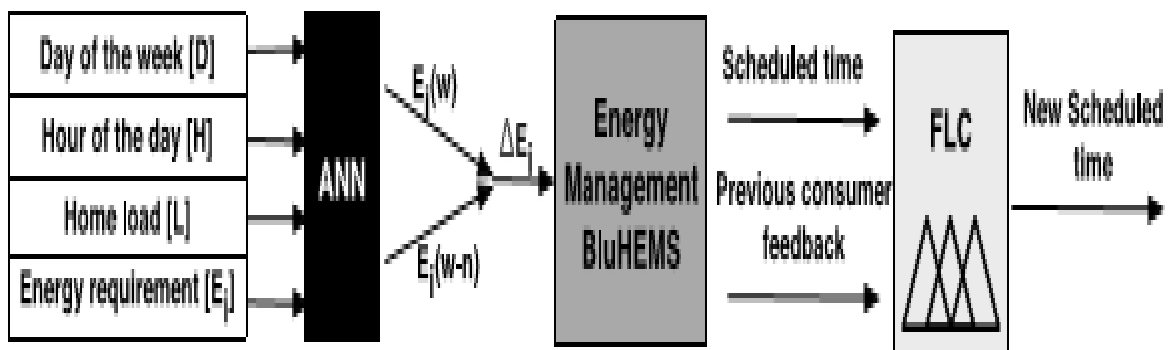 Day of the week [D]
Hour of the day [H]
Home load [L]
Energy requirement [Ej]
ANN
Ej(w)
Ej(w-n)
ΔEj
Energy
Management
BluHEMS
Scheduled time
Previous consumer
feedback
FLC
New Scheduled
time